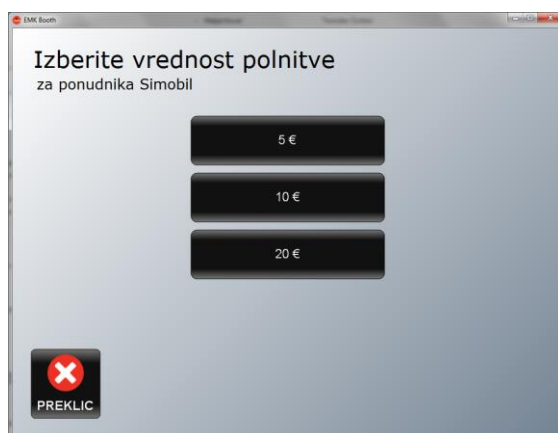 EMK Booth
Izberite vrednost polnitve
za ponudnika Simobil
5 €
10 €
20 €
PREKLIC